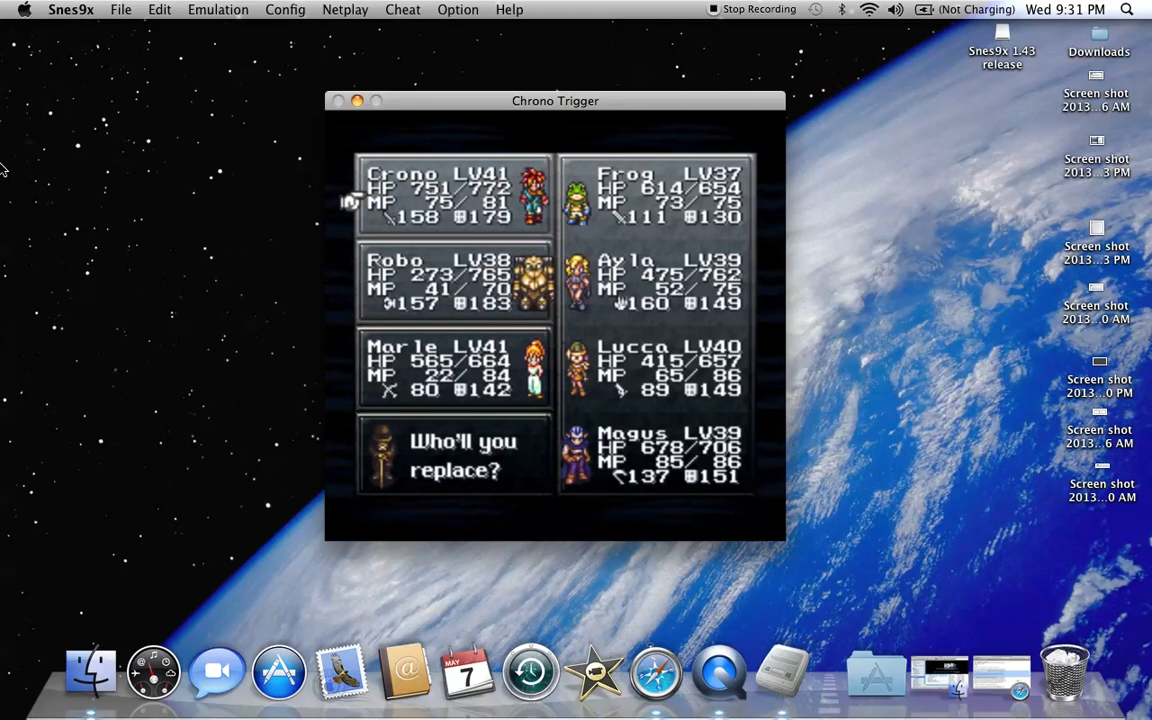 Snes9x File Edit Emulation Config Netplay Cheat Option Help Stop Recording (Not Charging) Wed 9:31 PM
Snes9x 1.43
release
Downloads
Screen shot
2013...6 AM
Screen shot
2013...3 PM
Screen shot
2013...3 PM
Screen shot
2013...0 AM
Screen shot
2013...0 PM
Screen shot
2013...6 AM
Screen shot
2013...0 AM
Chrono Trigger
Crono LV41
HP 751/772
MP 75/81
158 179
Robo LV38
HP 273/765
MP 41/70
157 183
Marle LV41
HP 565/664
MP 22/84
80 142
Who'll you
replace?
Frog LV37
HP 614/654
MP 73/75
111 130
Ayla LV39
HP 475/762
MP 52/75
160 149
Lucca LV40
HP 415/657
MP 65/86
89 149
Magus LV39
HP 678/706
MP 85/86
137 151
MAY
7